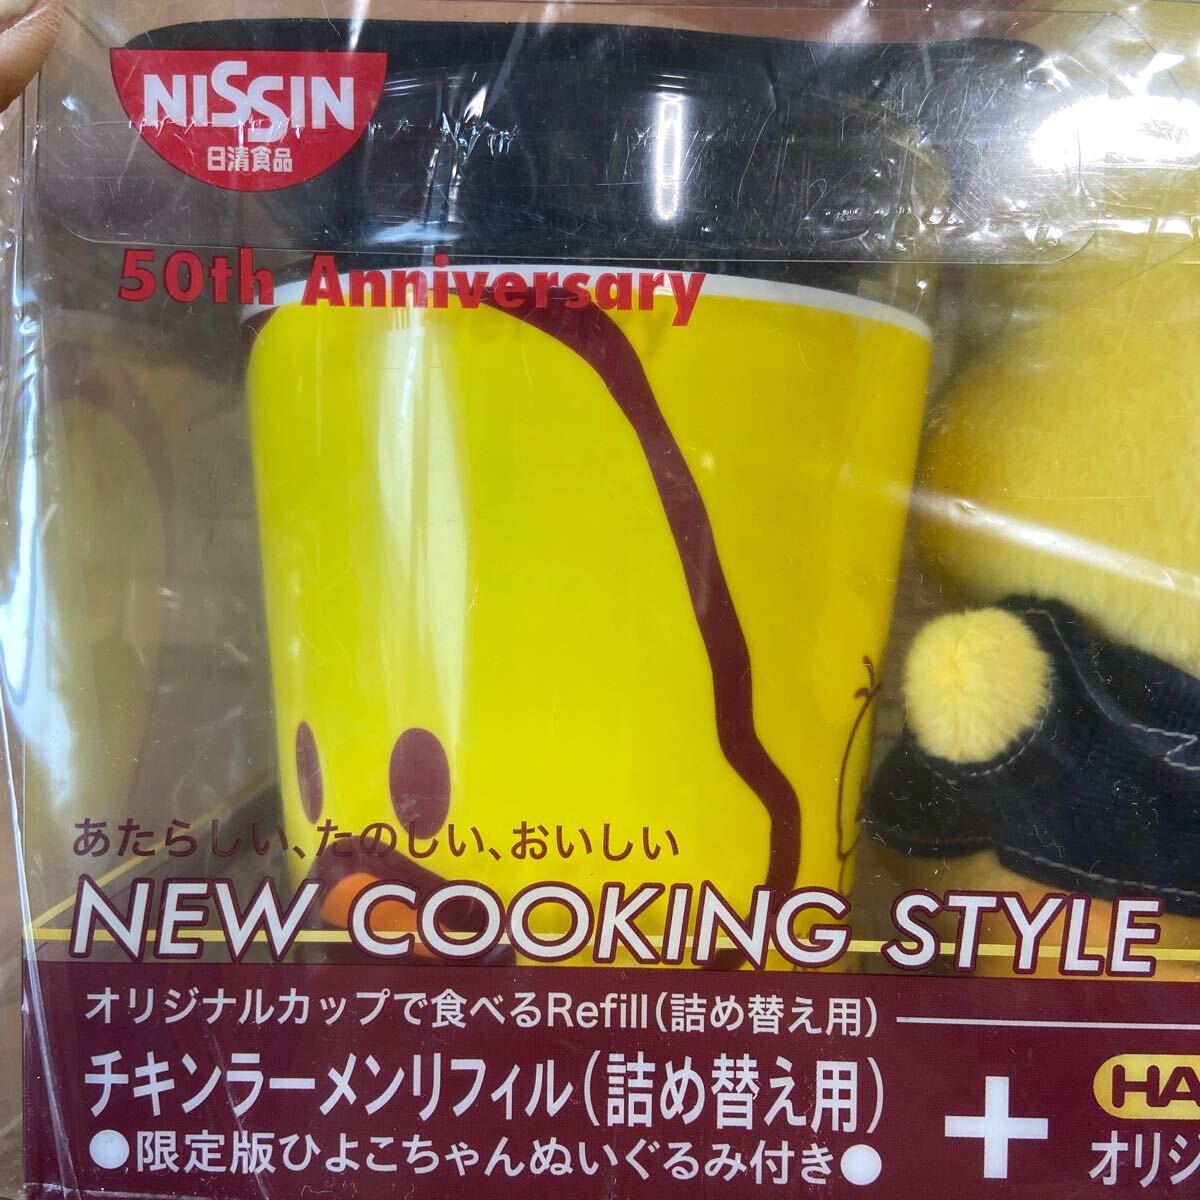 NISSIN
日清食品
50th Anniversary
あたらしい、たのしい、おいしい
NEW COOKING STYLE
オリジナルカップで食べるRefill(詰め替え用)
チキンラーメンリフィル(詰め替え用)
●限定版ひよこちゃんぬいぐるみ付き●
+
HA
オリジ